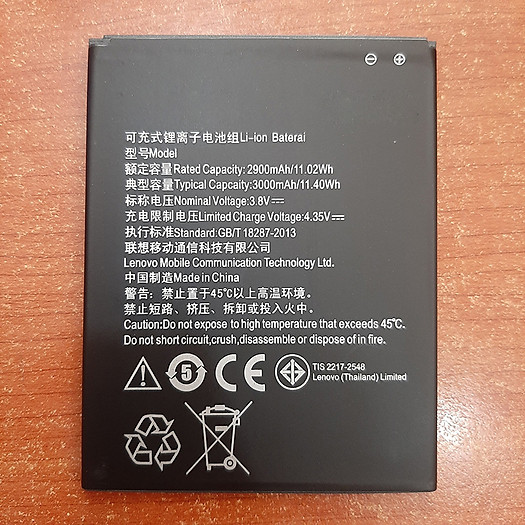 ⊖ ⊕
可充式锂离子电池组Li-ion Baterai
型号Model
额定容量Rated Capacity: 2900mAh/11.02Wh
典型容量Typical Capcaity:3000mAh/11.40Wh
标称电压Nominal Voltage:3.8V⎓
充电限制电压Limited Charge Voltage:4.35V⎓
执行标准Standard:GB/T 18287-2013
联想移动通信科技有限公司
Lenovo Mobile Communication Technology Ltd.
中国制造Made in China
警告：禁止置于45℃以上高温环境。
禁止短路、挤压、拆卸或投入火中。
Caution:Do not expose to high temperature that exceeds 45℃.
Do not short circuit,crush,disassemble or dispose of in fire.
5 CE TIS 2217-2548
Lenovo (Thailand) Limited